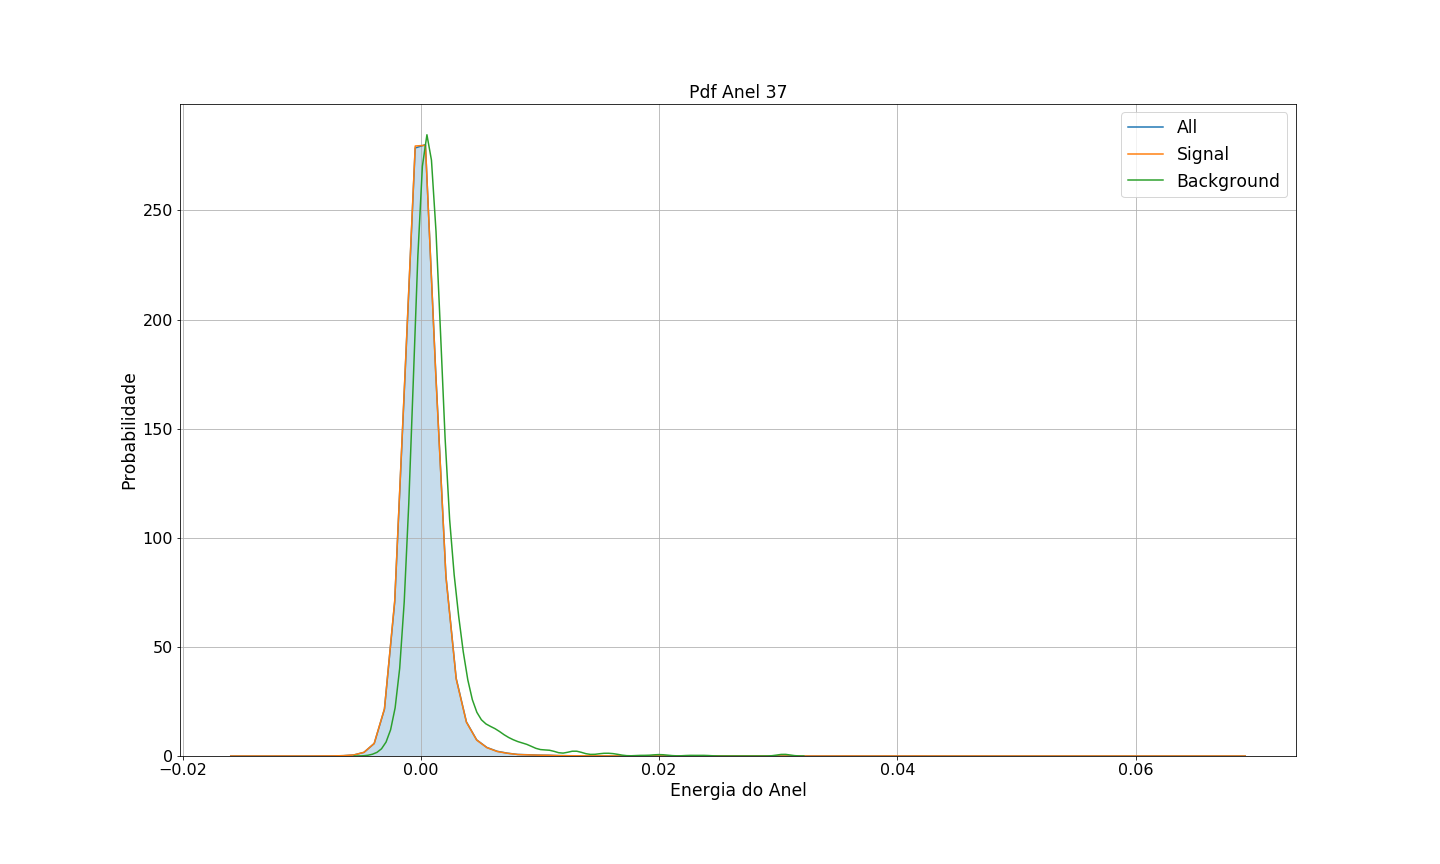 Pdf Anel 37
All
Signal
Background
250
200
150
100
50
0
Probabilidade
−0.02 0.00 0.02 0.04 0.06
Energia do Anel